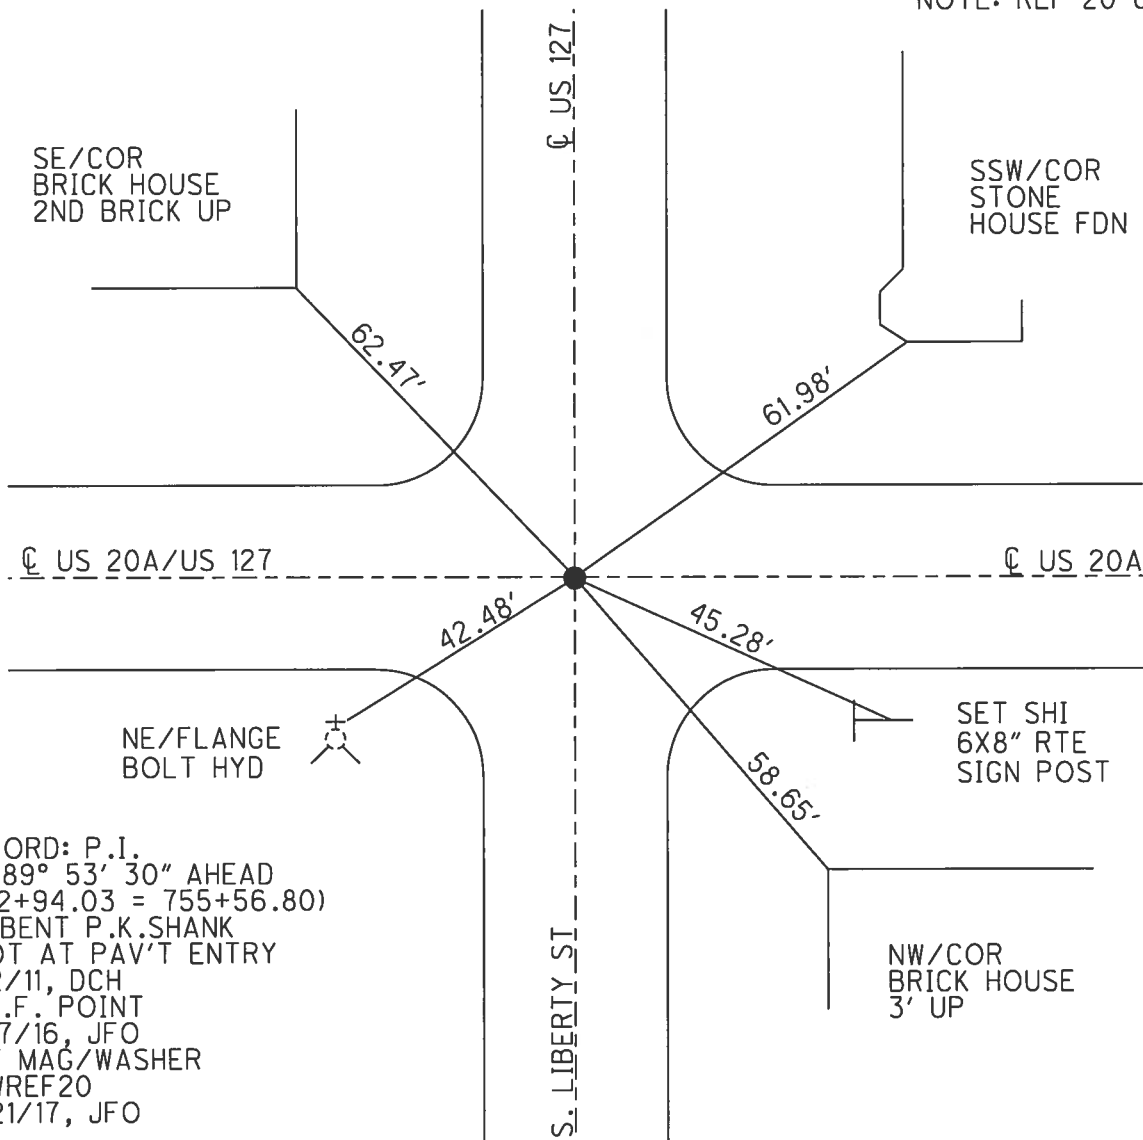 NOTE: REF 20
℄ US 127
SE/COR
BRICK HOUSE
2ND BRICK UP
SSW/COR
STONE
HOUSE FDN
62.47'
61.98'
℄ US 20A/US 127
℄ US 20A
42.48'
45.28'
NE/FLANGE
BOLT HYD
SET SHI
6X8" RTE
SIGN POST
58.65'
ORD: P.I.
89° 53' 30" AHEAD
2+94.03 = 755+56.80)
BENT P.K.SHANK
OT AT PAV'T ENTRY
2/11, DCH
.F. POINT
7/16, JFO
MAG/WASHER
/REF20
21/17, JFO
NW/COR
BRICK HOUSE
3' UP
S. LIBERTY ST